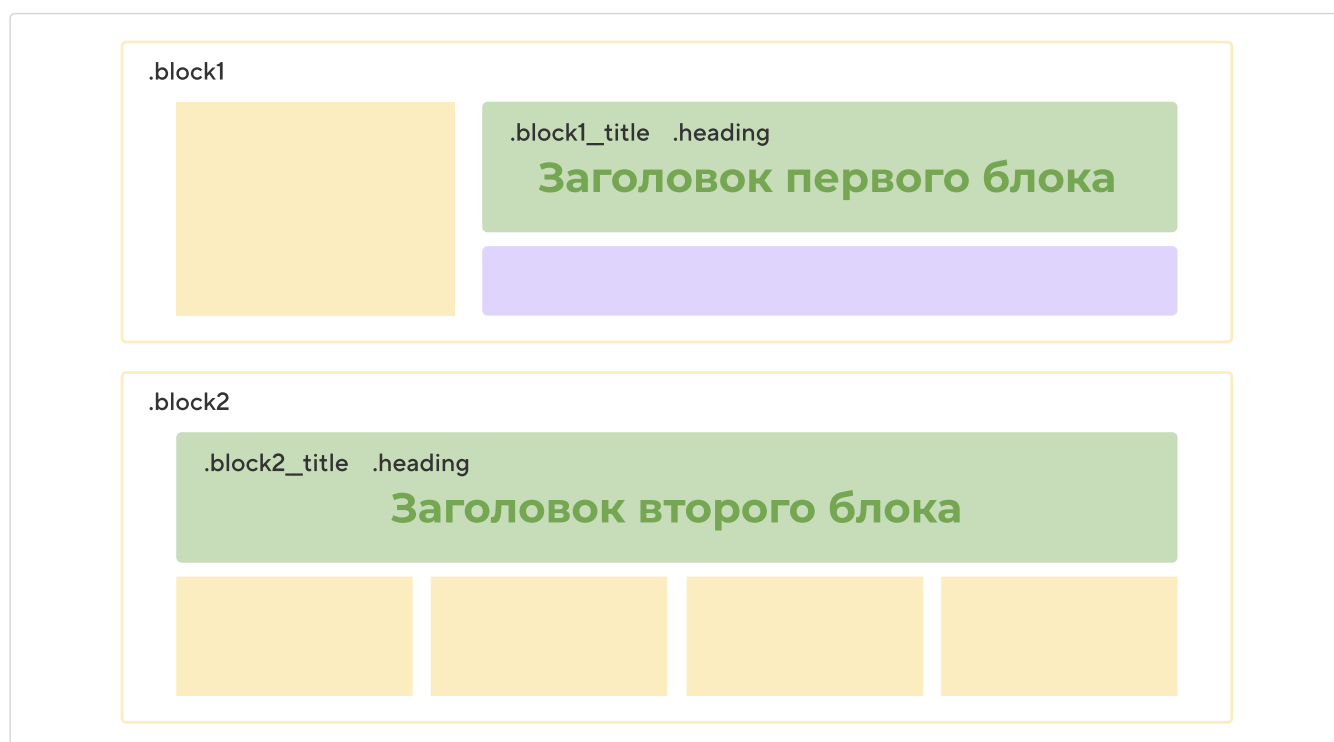 .block1
.block1_title .heading
Заголовок первого блока
.block2
.block2_title .heading
Заголовок второго блока